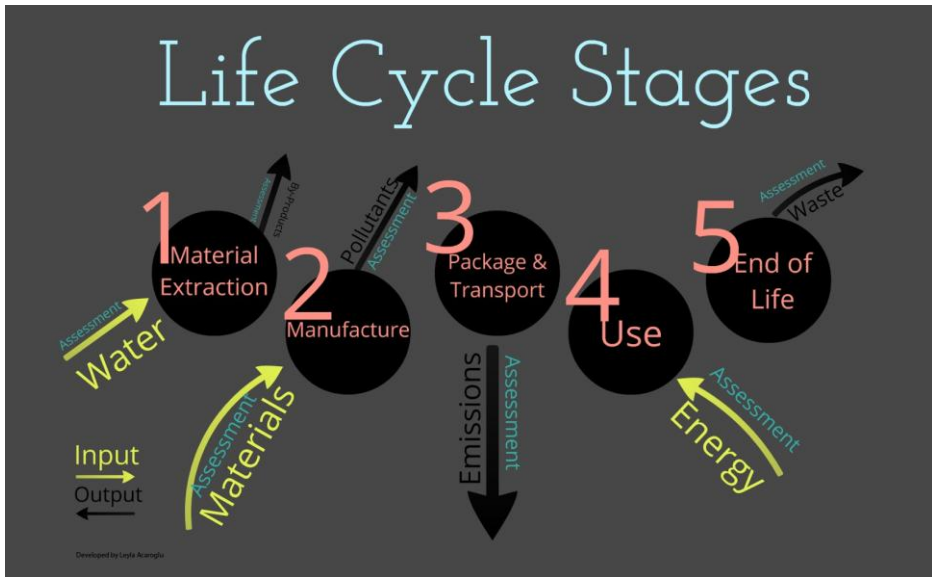 Life Cycle Stages
1
Material
Extraction
Assessment
Water
Assessment
By-Products
2
Manufacture
Assessment
Materials
Pollutants
Assessment
3
Package &
Transport
Emissions
Assessment
4
Use
Assessment
Energy
5
End of
Life
Assessment
Waste
Input
Output
Developed by Leyla Acaroglu